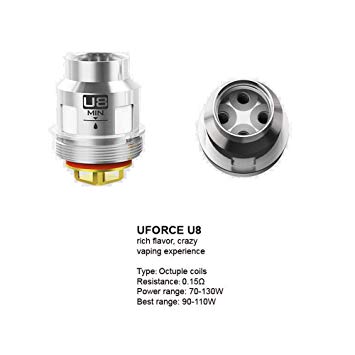 U8
MIN
UFORCE U8
rich flavor, crazy
vaping experience
Type: Octuple coils
Resistance: 0.15Ω
Power range: 70-130W
Best range: 90-110W